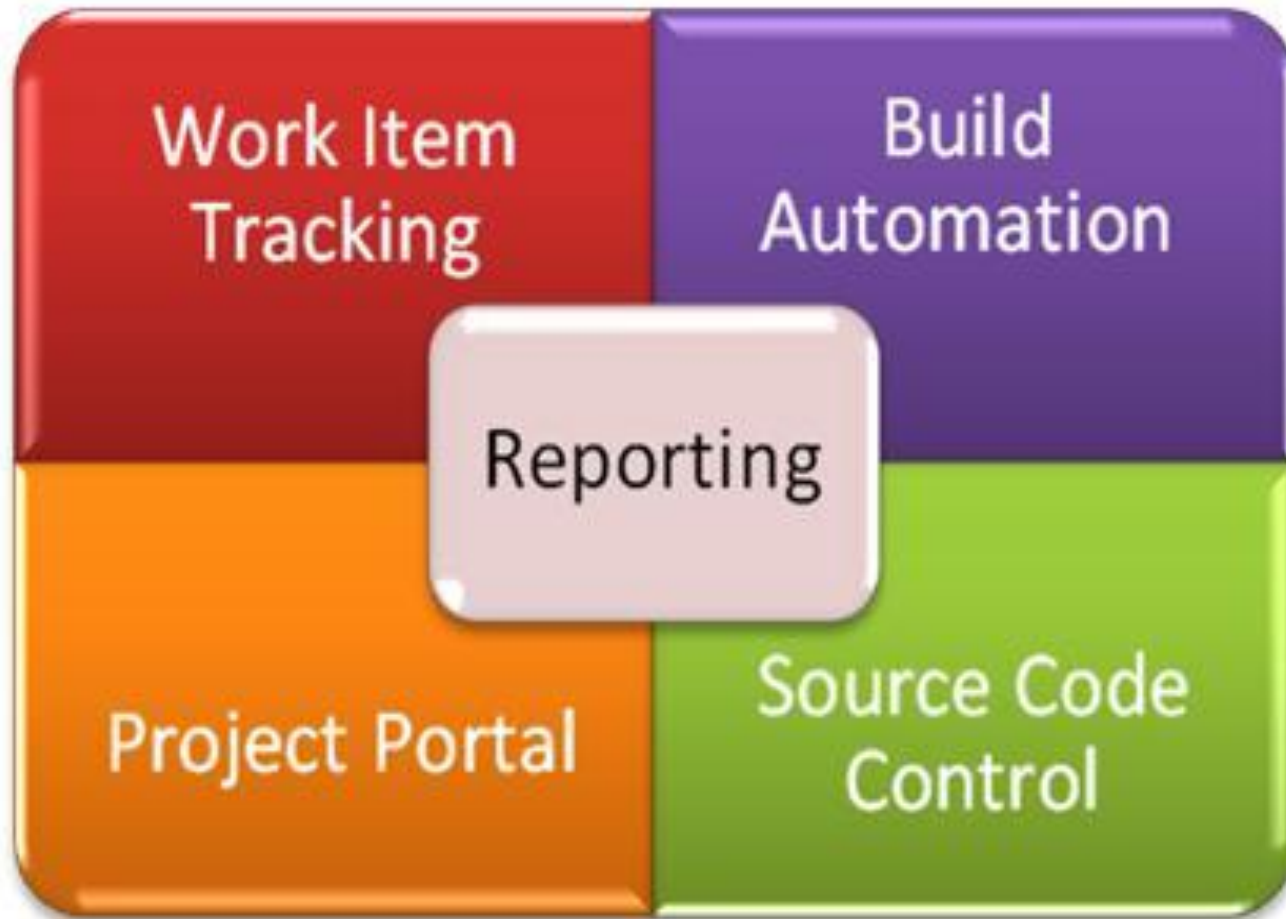 Work Item
Tracking
Build
Automation
Reporting
Project Portal
Source Code
Control